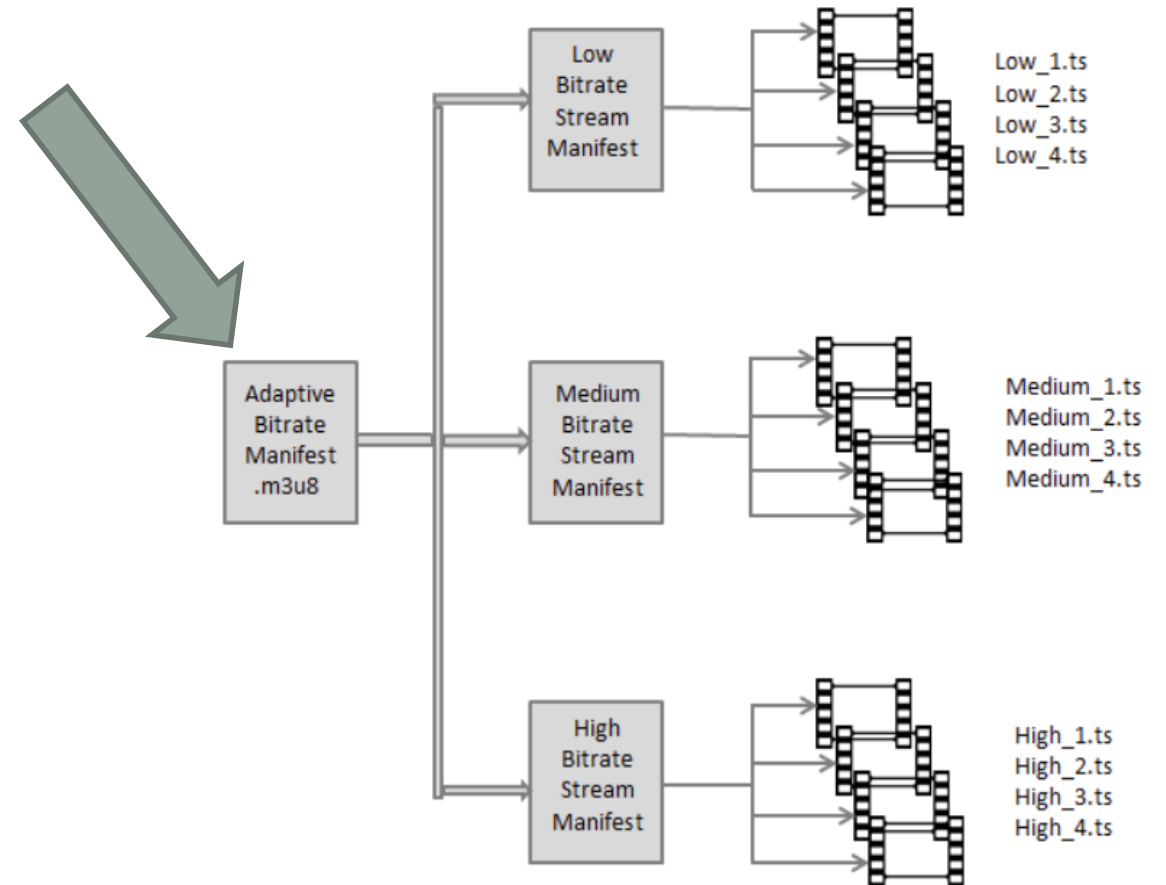 Low
Bitrate
Stream
Manifest
Low_1.ts
Low_2.ts
Low_3.ts
Low_4.ts
Adaptive
Bitrate
Manifest
.m3u8
Medium
Bitrate
Stream
Manifest
Medium_1.ts
Medium_2.ts
Medium_3.ts
Medium_4.ts
High
Bitrate
Stream
Manifest
High_1.ts
High_2.ts
High_3.ts
High_4.ts